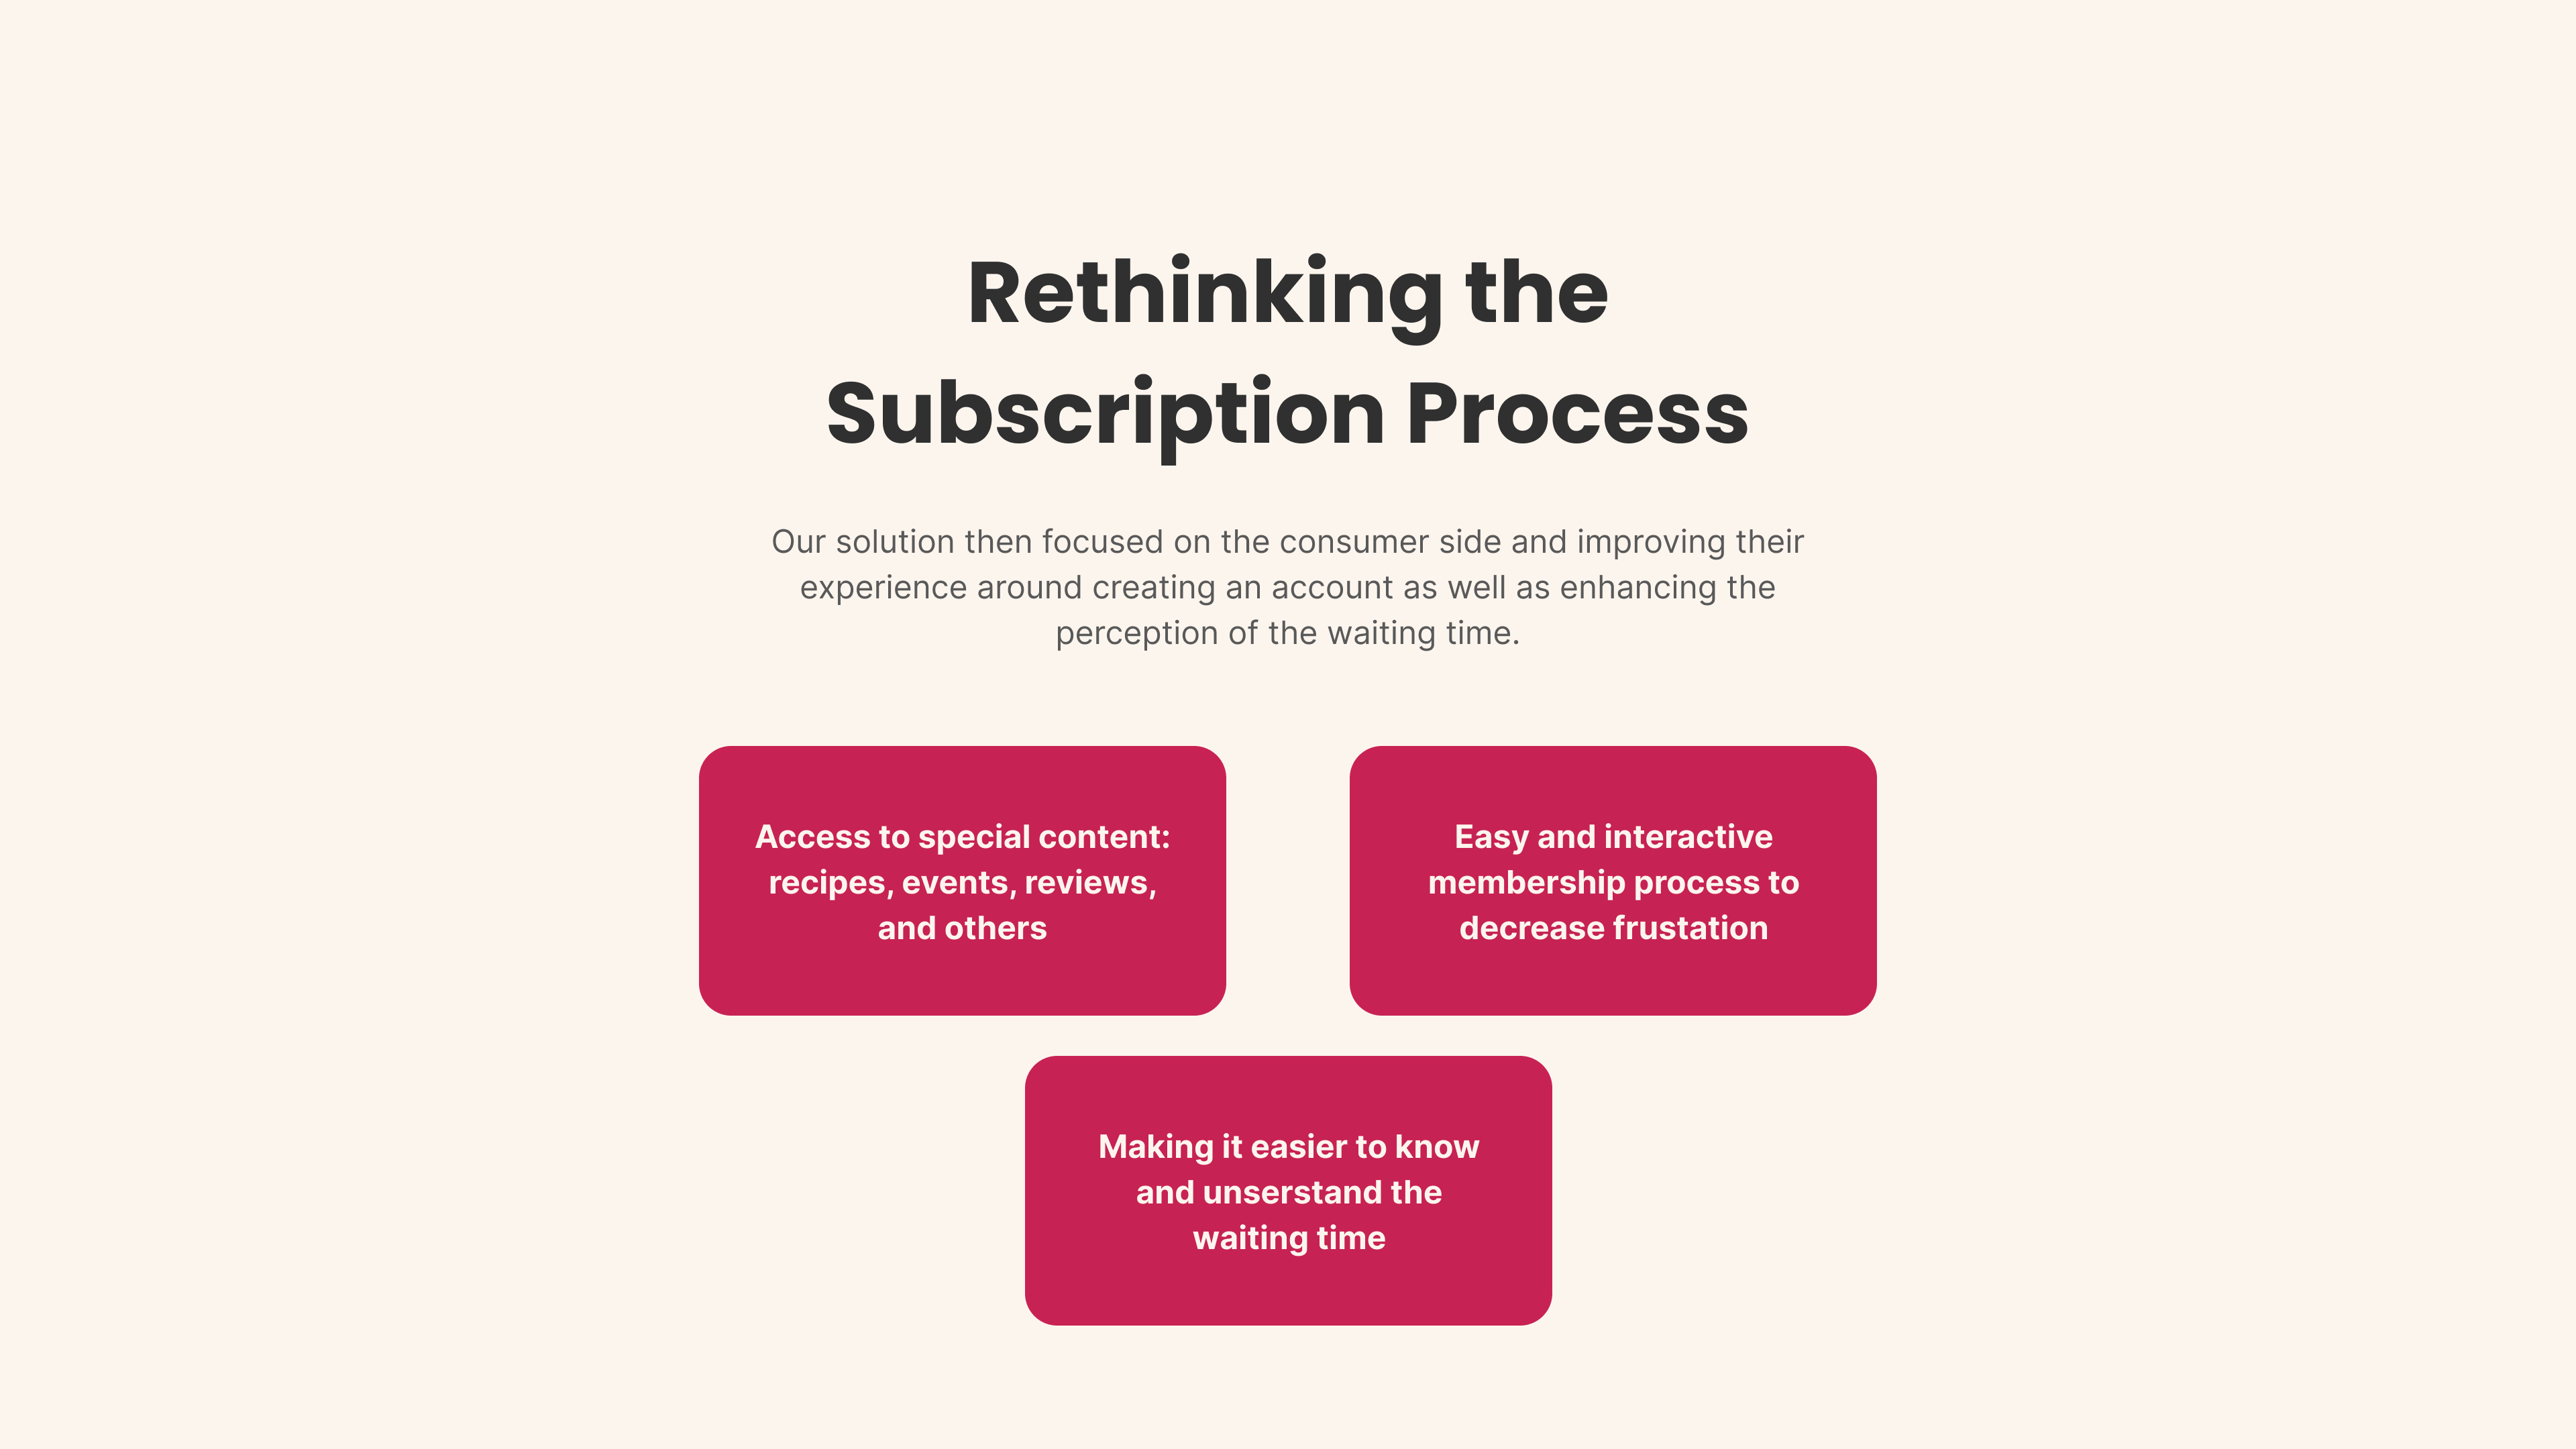 Rethinking the
Subscription Process
Our solution then focused on the consumer side and improving their
experience around creating an account as well as enhancing the
perception of the waiting time.
Access to special content:
recipes, events, reviews,
and others
Easy and interactive
membership process to
decrease frustation
Making it easier to know
and unserstand the
waiting time